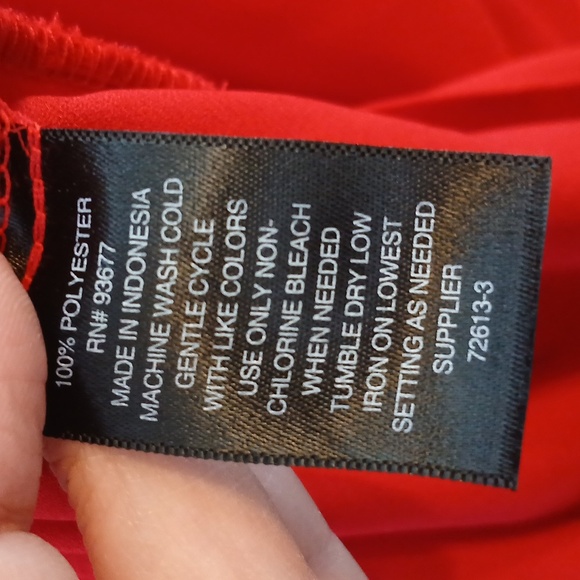 100% POLYESTER
RN# 93677
MADE IN INDONESIA
MACHINE WASH COLD
GENTLE CYCLE
WITH LIKE COLORS
USE ONLY NON-
CHLORINE BLEACH
WHEN NEEDED
TUMBLE DRY LOW
IRON ON LOWEST
SETTING AS NEEDED
SUPPLIER
72613-3